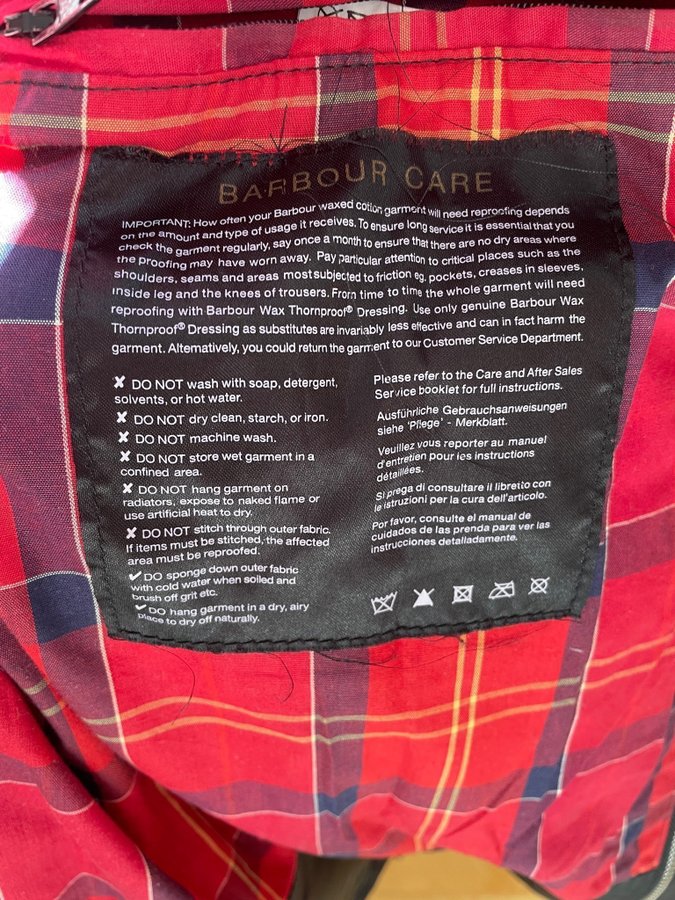 BARBOUR CARE
IMPORTANT: How often your Barbour waxed cotton garment will need reproofing depends
on the amount and type of usage it receives. To ensure long service it is essential that you
check the garment regularly, say once a month to ensure that there are no dry areas where
the proofing may have worn away. Pay particular attention to critical places such as the
shoulders, seams and areas most subjected to friction eg. pockets, creases in sleeves,
inside leg and the knees of trousers. From time to time the whole garment will need
reproofing with Barbour Wax Thornproof® Dressing. Use only genuine Barbour Wax
Thornproof® Dressing as substitutes are invariably less effective and can in fact harm the
garment. Alternatively, you could return the garment to our Customer Service Department.
✘ DO NOT wash with soap, detergent,
solvents, or hot water.
✘ DO NOT dry clean, starch, or iron.
✘ DO NOT machine wash.
✘ DO NOT store wet garment in a
confined area.
✘ DO NOT hang garment on
radiators, expose to naked flame or
use artificial heat to dry.
✘ DO NOT stitch through outer fabric.
If items must be stitched, the affected
area must be reproofed.
✔ DO sponge down outer fabric
with cold water when soiled and
brush off grit etc.
✔ DO hang garment in a dry, airy
place to dry off naturally.
Please refer to the Care and After Sales
Service booklet for full instructions.
Ausführliche Gebrauchsanweisungen
siehe 'Pflege' - Merkblatt.
Veuillez vous reporter au manuel
d'entretien pour les instructions
détaillées.
Si prega di consultare il libretto con
le istruzioni per la cura dell'articolo.
Por favor, consulte el manual de
cuidados de las prenda para ver las
instrucciones detalladamente.